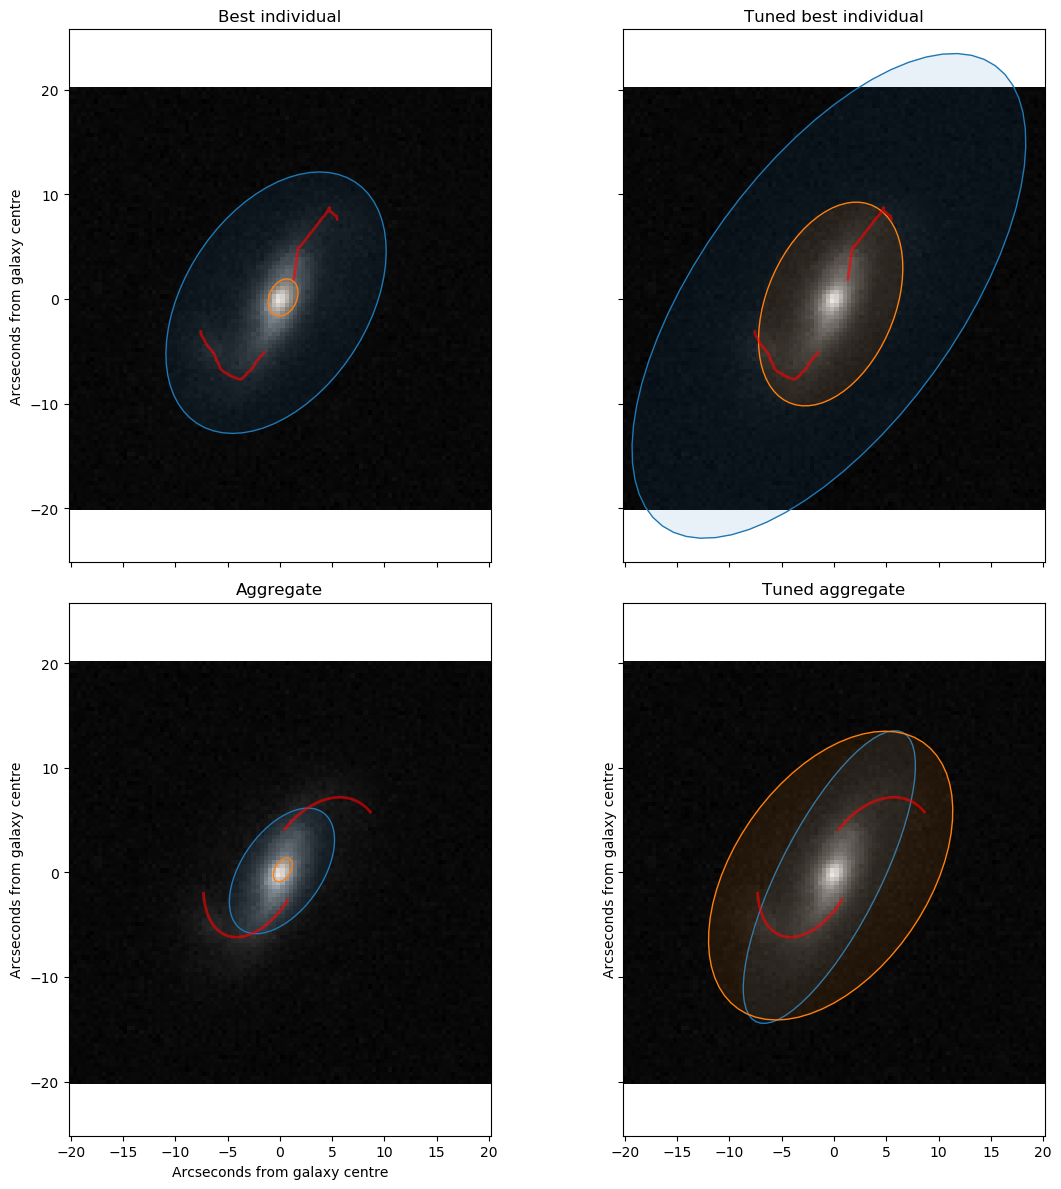 Best individual
Tuned best individual
20
10
0
−10
−20
Arcseconds from galaxy centre
Aggregate
Tuned aggregate
20
10
0
−10
−20
Arcseconds from galaxy centre
Arcseconds from galaxy centre
−20 −15 −10 −5 0 5 10 15 20
−20 −15 −10 −5 0 5 10 15 20
Arcseconds from galaxy centre